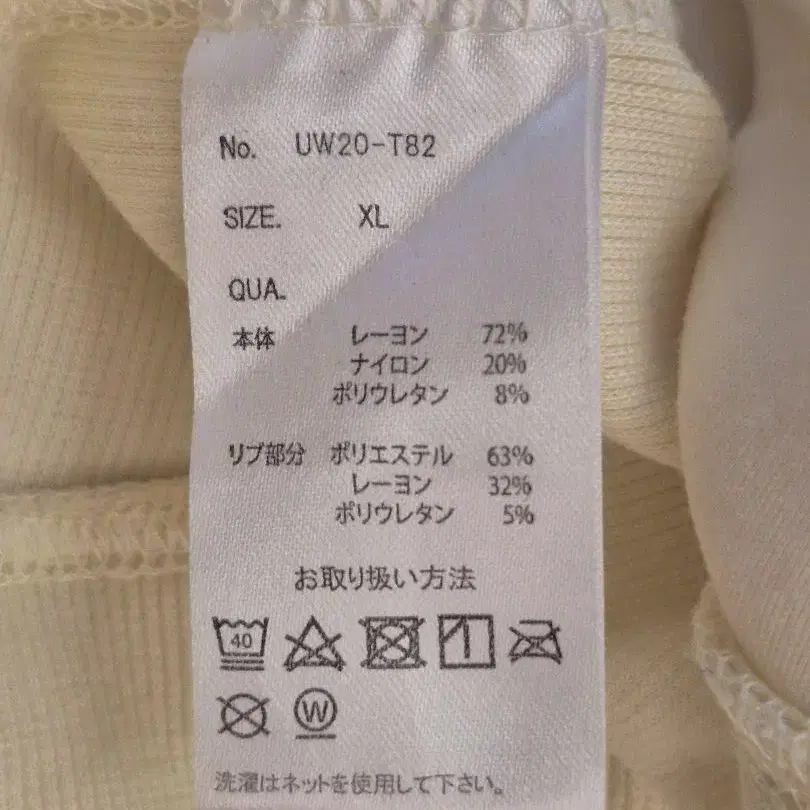 No. UW20-T82
SIZE. XL
QUA.
本体 レーヨン 72%
ナイロン 20%
ポリウレタン 8%
リブ部分 ポリエステル 63%
レーヨン 32%
ポリウレタン 5%
お取り扱い方法
40
W
洗濯はネットを使用して下さい。